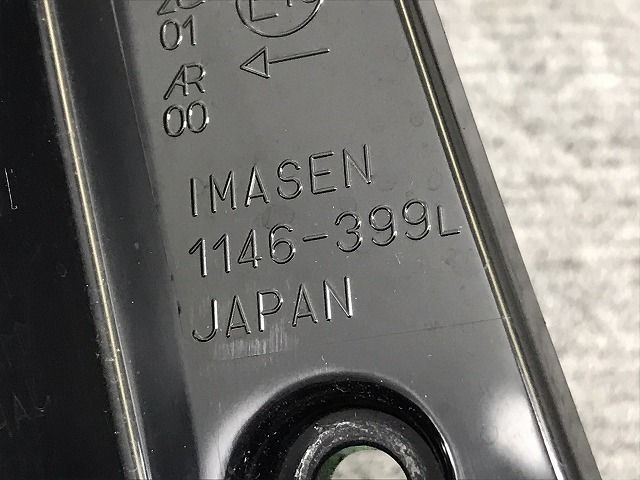 01
AR
00
IMASEN
1146-399L
JAPAN